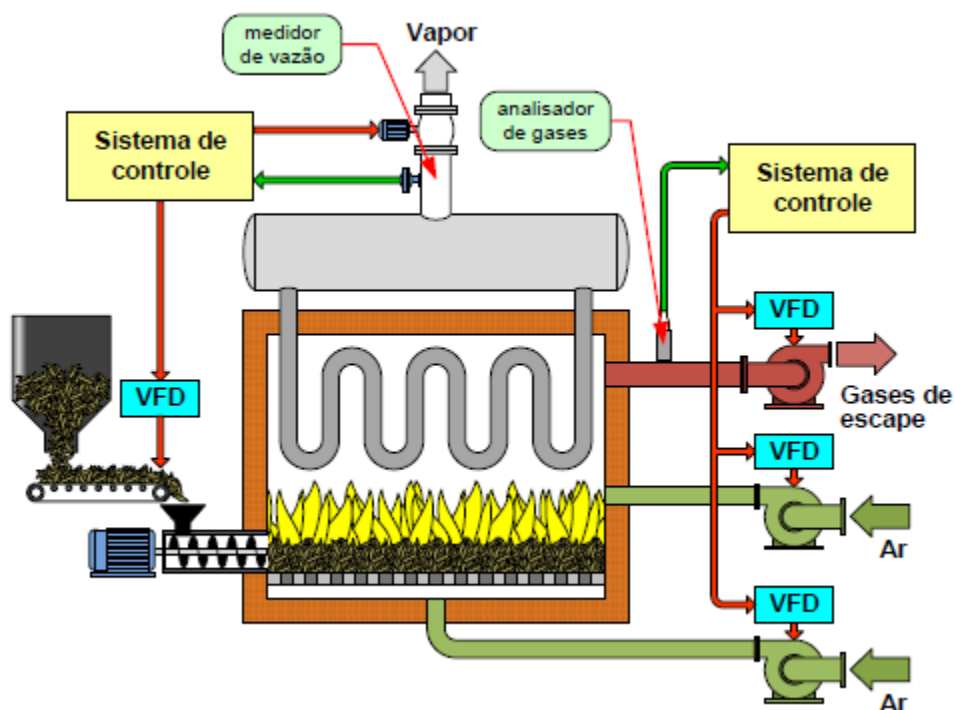 medidor
de vazão
Vapor
analisador
de gases
Sistema de
controle
Sistema de
controle
VFD
VFD
Gases de
escape
VFD
Ar
VFD
Ar